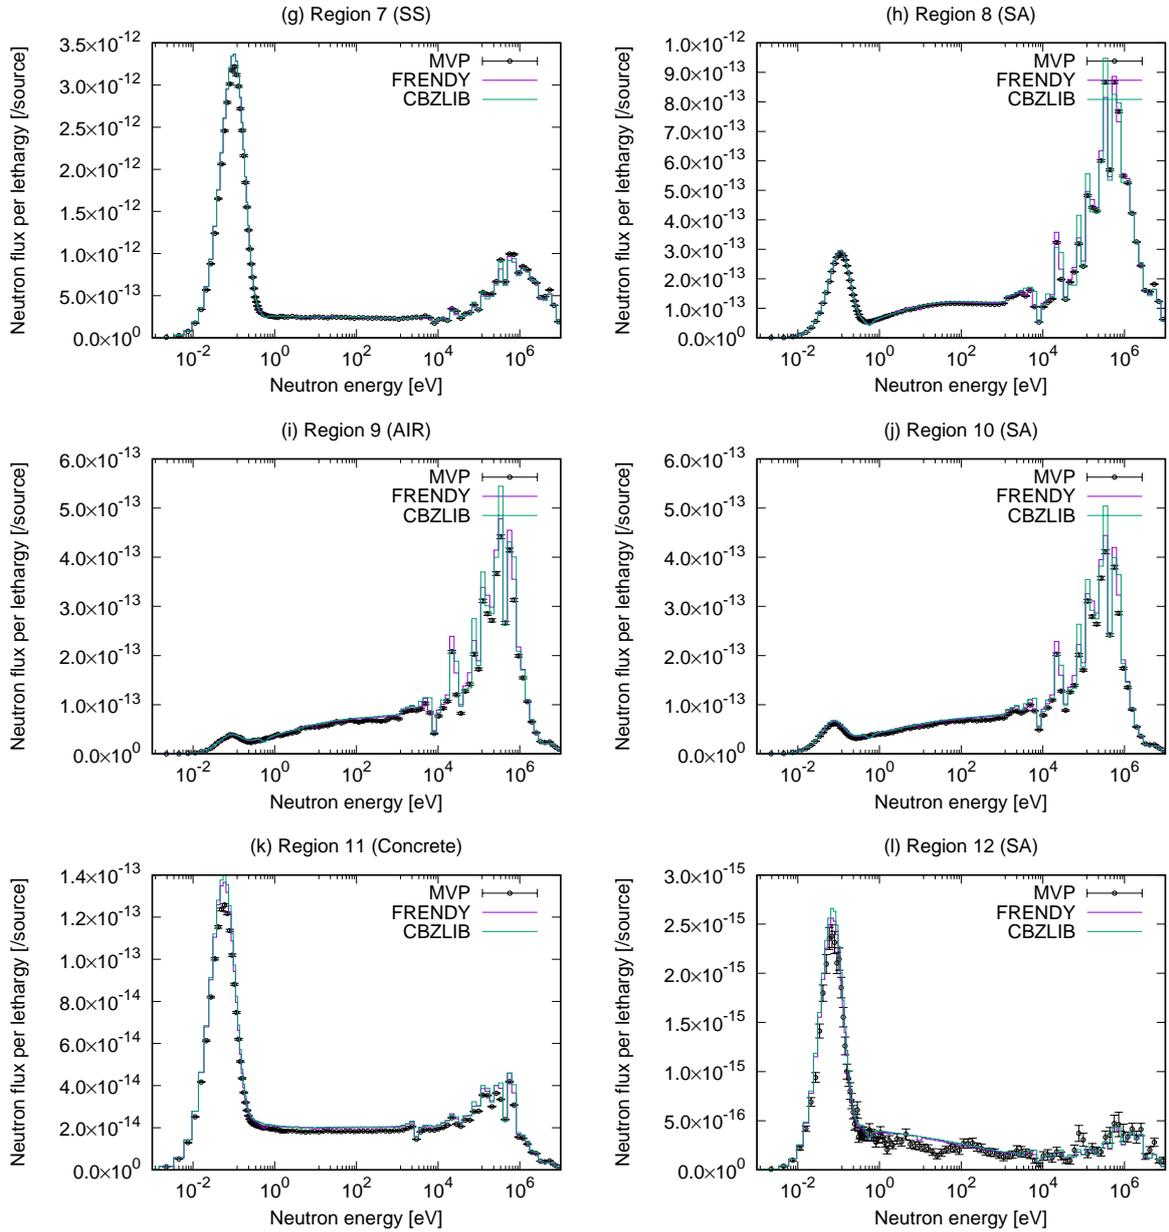 (g) Region 7 (SS)
3.5×10⁻¹²
3.0×10⁻¹²
2.5×10⁻¹²
2.0×10⁻¹²
1.5×10⁻¹²
1.0×10⁻¹²
5.0×10⁻¹³
0.0×10⁰
Neutron flux per lethargy [/source]
MVP
FRENDY
CBZLIB
10⁻² 10⁰ 10² 10⁴ 10⁶
Neutron energy [eV]
(h) Region 8 (SA)
1.0×10⁻¹²
9.0×10⁻¹³
8.0×10⁻¹³
7.0×10⁻¹³
6.0×10⁻¹³
5.0×10⁻¹³
4.0×10⁻¹³
3.0×10⁻¹³
2.0×10⁻¹³
1.0×10⁻¹³
0.0×10⁰
Neutron flux per lethargy [/source]
MVP
FRENDY
CBZLIB
10⁻² 10⁰ 10² 10⁴ 10⁶
Neutron energy [eV]
(i) Region 9 (AIR)
6.0×10⁻¹³
5.0×10⁻¹³
4.0×10⁻¹³
3.0×10⁻¹³
2.0×10⁻¹³
1.0×10⁻¹³
0.0×10⁰
Neutron flux per lethargy [/source]
MVP
FRENDY
CBZLIB
10⁻² 10⁰ 10² 10⁴ 10⁶
Neutron energy [eV]
(j) Region 10 (SA)
6.0×10⁻¹³
5.0×10⁻¹³
4.0×10⁻¹³
3.0×10⁻¹³
2.0×10⁻¹³
1.0×10⁻¹³
0.0×10⁰
Neutron flux per lethargy [/source]
MVP
FRENDY
CBZLIB
10⁻² 10⁰ 10² 10⁴ 10⁶
Neutron energy [eV]
(k) Region 11 (Concrete)
1.4×10⁻¹³
1.2×10⁻¹³
1.0×10⁻¹³
8.0×10⁻¹⁴
6.0×10⁻¹⁴
4.0×10⁻¹⁴
2.0×10⁻¹⁴
0.0×10⁰
Neutron flux per lethargy [/source]
MVP
FRENDY
CBZLIB
10⁻² 10⁰ 10² 10⁴ 10⁶
Neutron energy [eV]
(l) Region 12 (SA)
3.0×10⁻¹⁵
2.5×10⁻¹⁵
2.0×10⁻¹⁵
1.5×10⁻¹⁵
1.0×10⁻¹⁵
5.0×10⁻¹⁶
0.0×10⁰
Neutron flux per lethargy [/source]
MVP
FRENDY
CBZLIB
10⁻² 10⁰ 10² 10⁴ 10⁶
Neutron energy [eV]